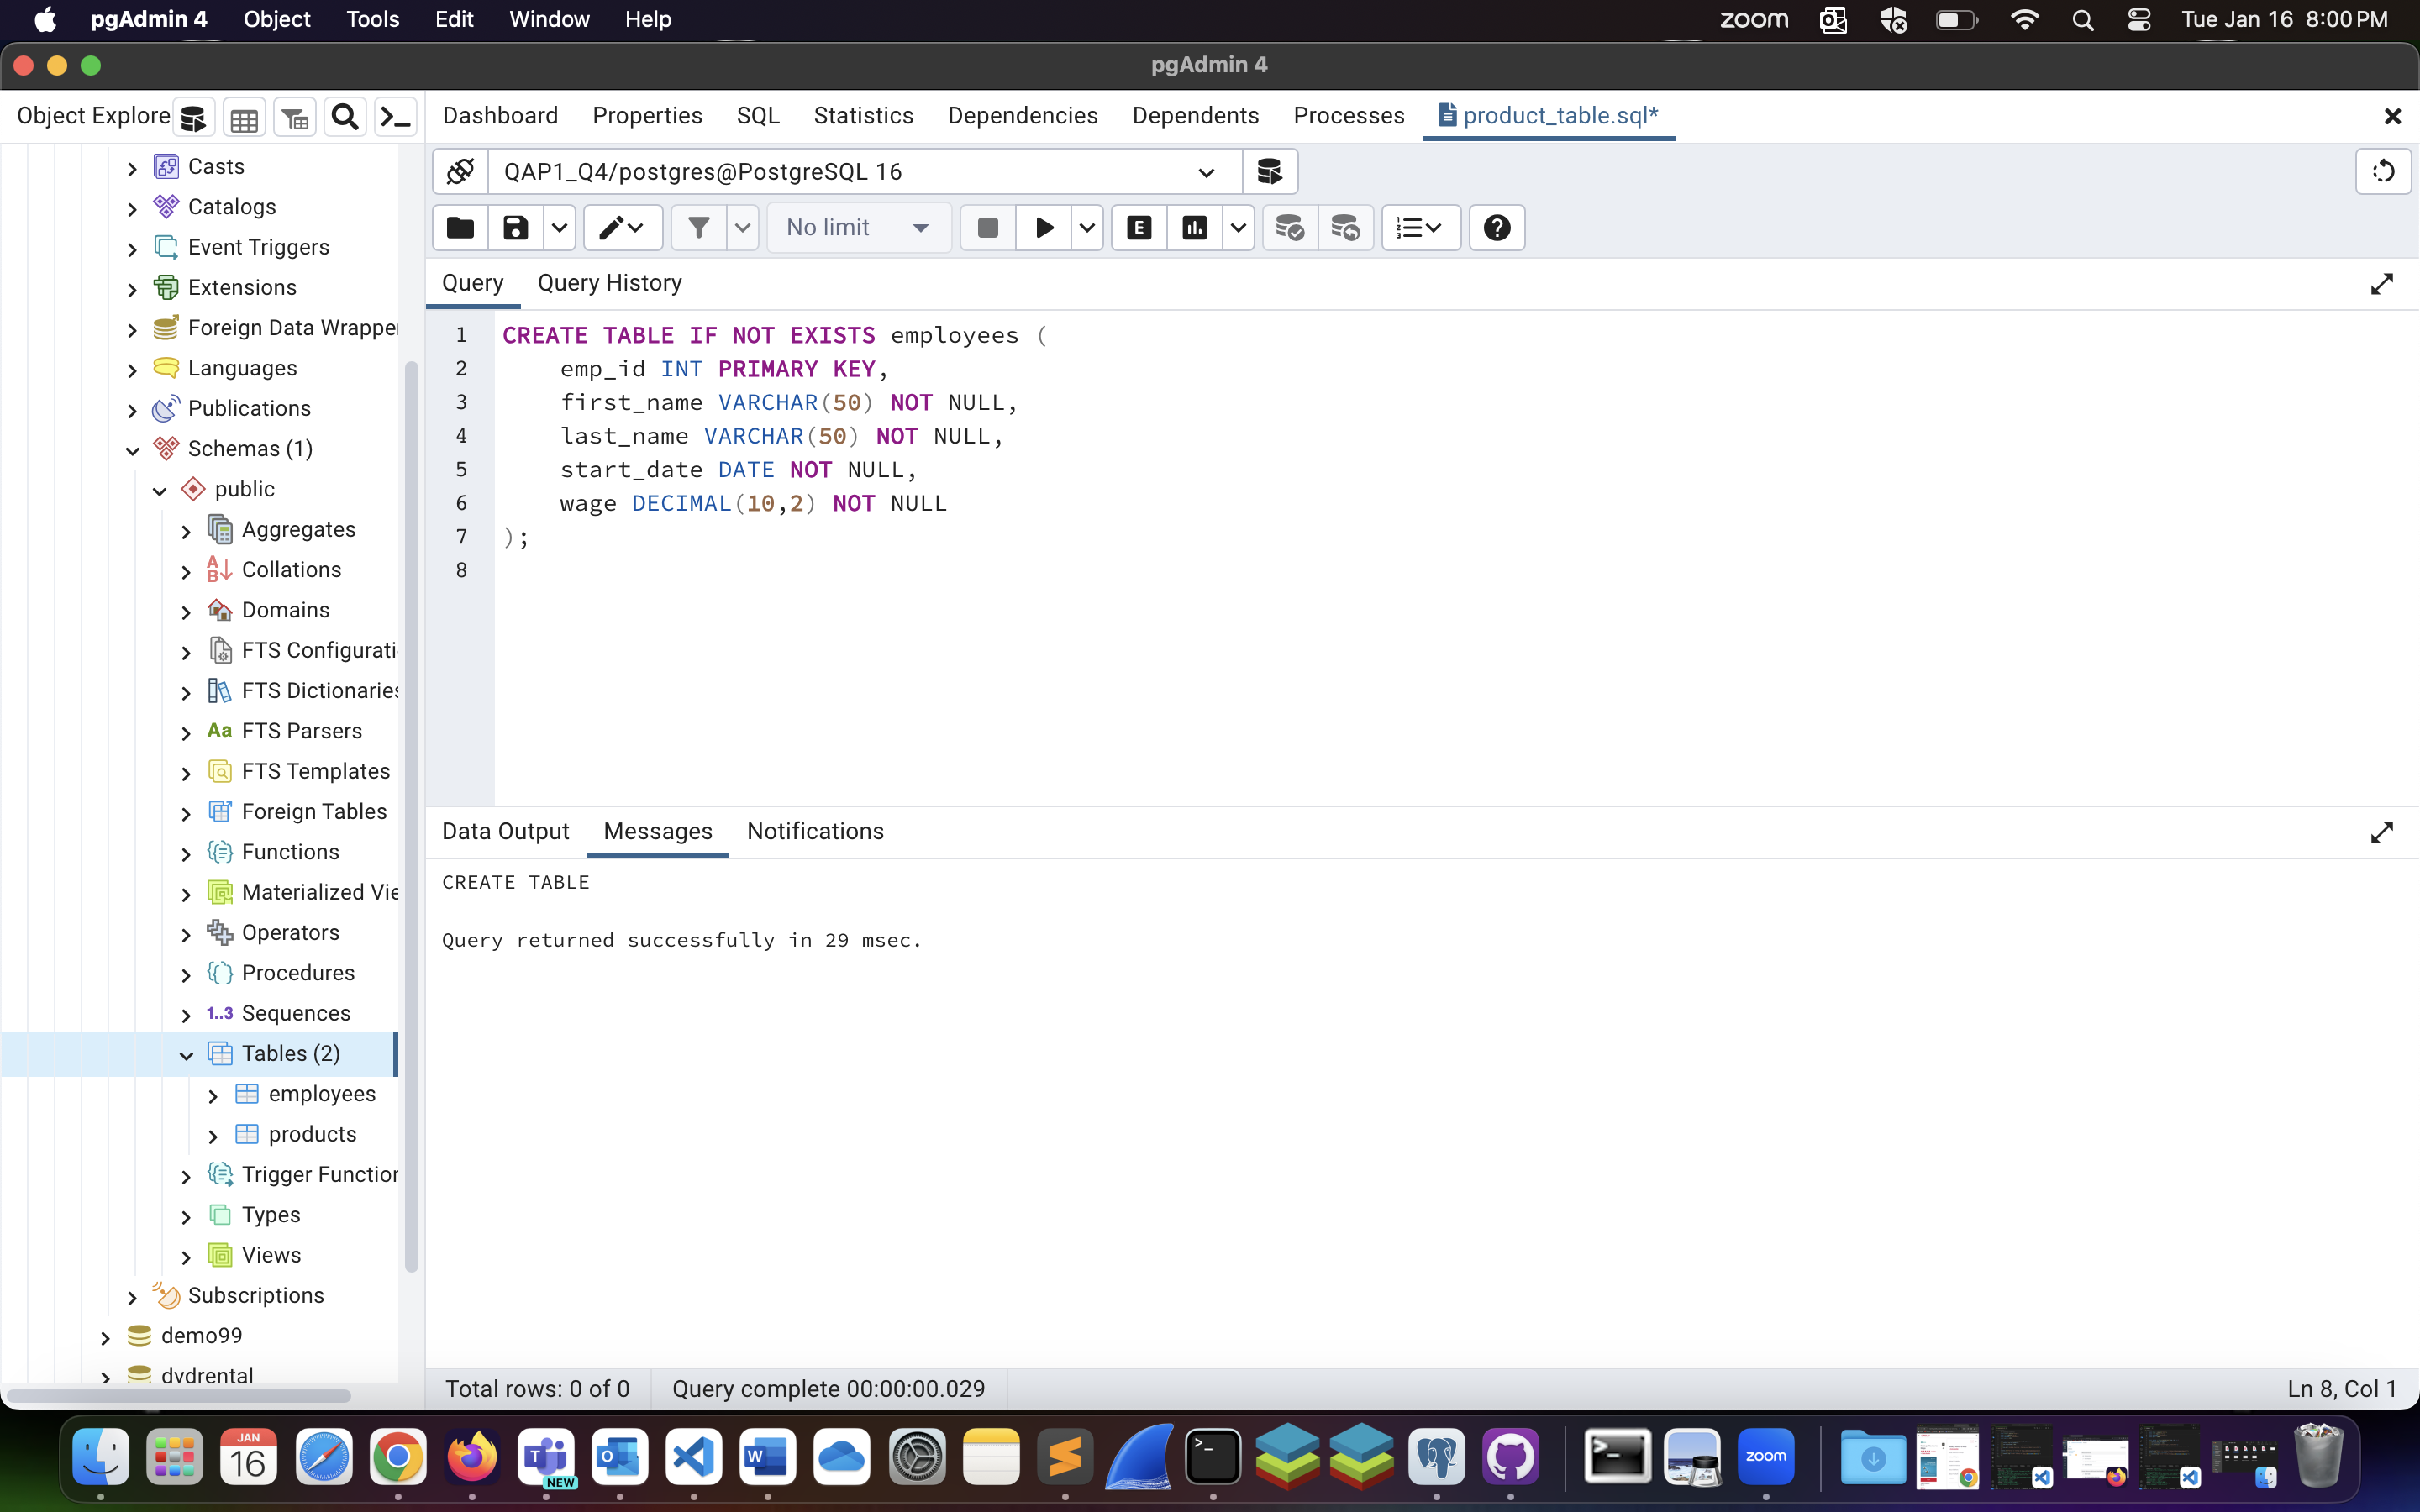 pgAdmin 4 Object Tools Edit Window Help zoom Tue Jan 16 8:00 PM
pgAdmin 4
Object Explore Dashboard Properties SQL Statistics Dependencies Dependents Processes product_table.sql*
QAP1_Q4/postgres@PostgreSQL 16
No limit E
Query Query History
1 CREATE TABLE IF NOT EXISTS employees (
2 emp_id INT PRIMARY KEY,
3 first_name VARCHAR(50) NOT NULL,
4 last_name VARCHAR(50) NOT NULL,
5 start_date DATE NOT NULL,
6 wage DECIMAL(10,2) NOT NULL
7 );
8
Casts
Catalogs
Event Triggers
Extensions
Foreign Data Wrappe
Languages
Publications
Schemas (1)
public
Aggregates
Collations
Domains
FTS Configurati
FTS Dictionaries
Aa FTS Parsers
FTS Templates
Foreign Tables
Functions
Materialized Vie
Operators
Procedures
1..3 Sequences
Tables (2)
employees
products
Trigger Function
Types
Views
Subscriptions
demo99
dvdrental
Data Output Messages Notifications
CREATE TABLE
Query returned successfully in 29 msec.
Total rows: 0 of 0 Query complete 00:00:00.029 Ln 8, Col 1
JAN
16
NEW
zoom